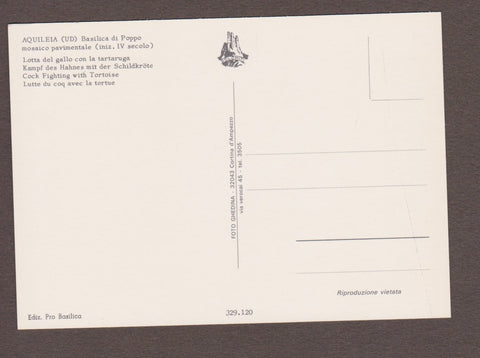 AQUILEIA (UD) Basilica di Poppo
mosaico pavimentale (iniz. IV secolo)
Lotta del gallo con la tartaruga
Kampf des Hahnes mit der Schildkröte
Cock Fighting with Tortoise
Lutte du coq avec la tortue
FOTO GHEDINA - 32043 Cortina d'Ampezzo
via vercial 45 - tel. 3505
Riproduzione vietata
Ediz. Pro Basilica
329.120